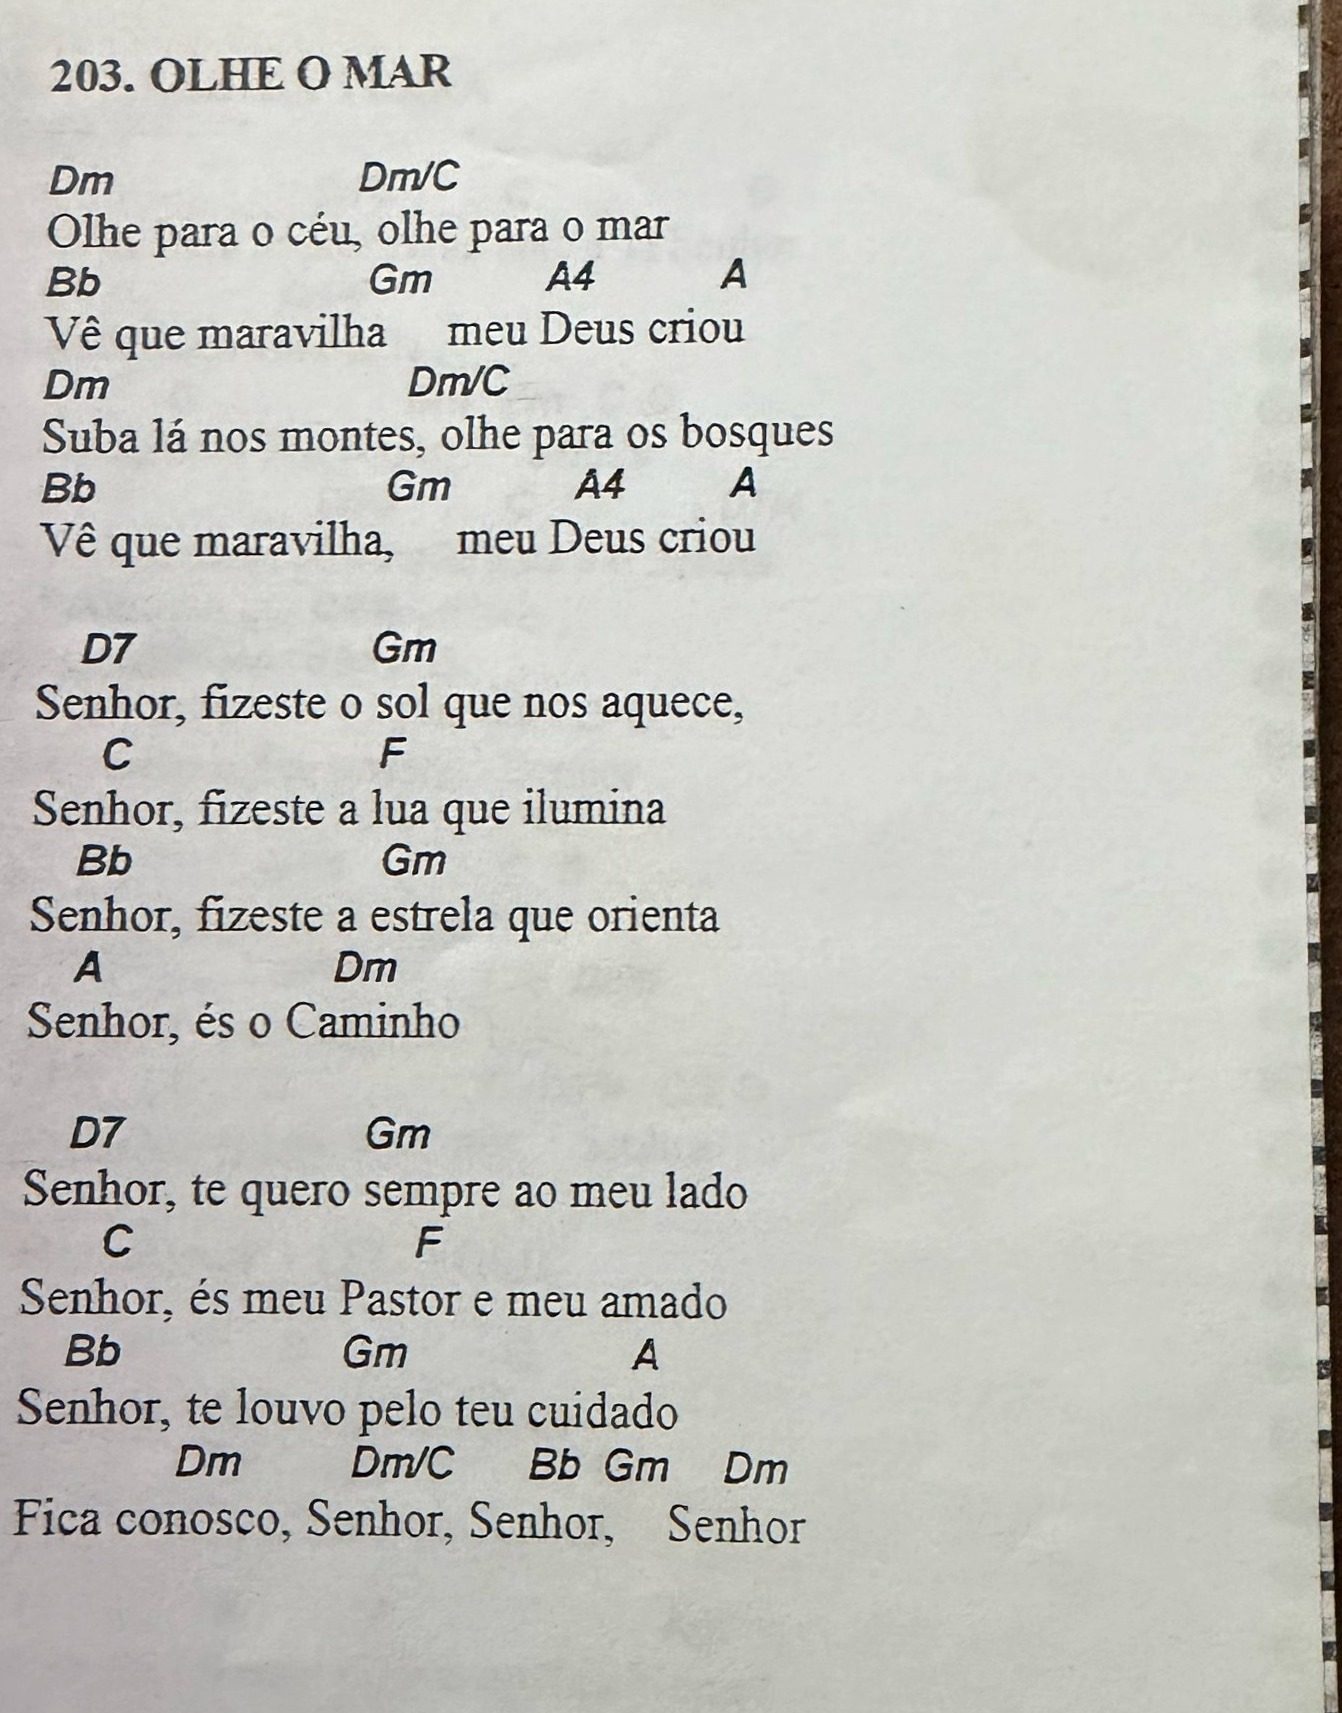 203. OLHE O MAR
Dm Dm/C
Olhe para o céu, olhe para o mar
Bb Gm A4 A
Vê que maravilha meu Deus criou
Dm Dm/C
Suba lá nos montes, olhe para os bosques
Bb Gm A4 A
Vê que maravilha, meu Deus criou
D7 Gm
Senhor, fizeste o sol que nos aquece,
C F
Senhor, fizeste a lua que ilumina
Bb Gm
Senhor, fizeste a estrela que orienta
A Dm
Senhor, és o Caminho
D7 Gm
Senhor, te quero sempre ao meu lado
C F
Senhor, és meu Pastor e meu amado
Bb Gm A
Senhor, te louvo pelo teu cuidado
Dm Dm/C Bb Gm Dm
Fica conosco, Senhor, Senhor, Senhor